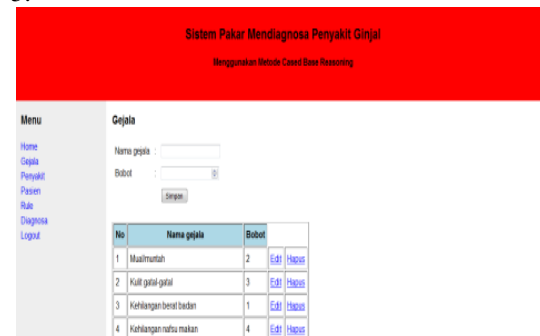 Sistem Pakar Mendiagnosa Penyakit Ginjal
Menggunakan Metode Cased Base Reasoning
Menu
Home
Gejala
Penyakit
Pasien
Rule
Diagnosa
Logout
Gejala
Nama gejala :
Bobot :
Simpan
No Nama gejala Bobot
1 Mual/muntah 2 Edit Hapus
2 Kulit gatal-gatal 3 Edit Hapus
3 Kehilangan berat badan 1 Edit Hapus
4 Kehilangan nafsu makan 4 Edit Hapus